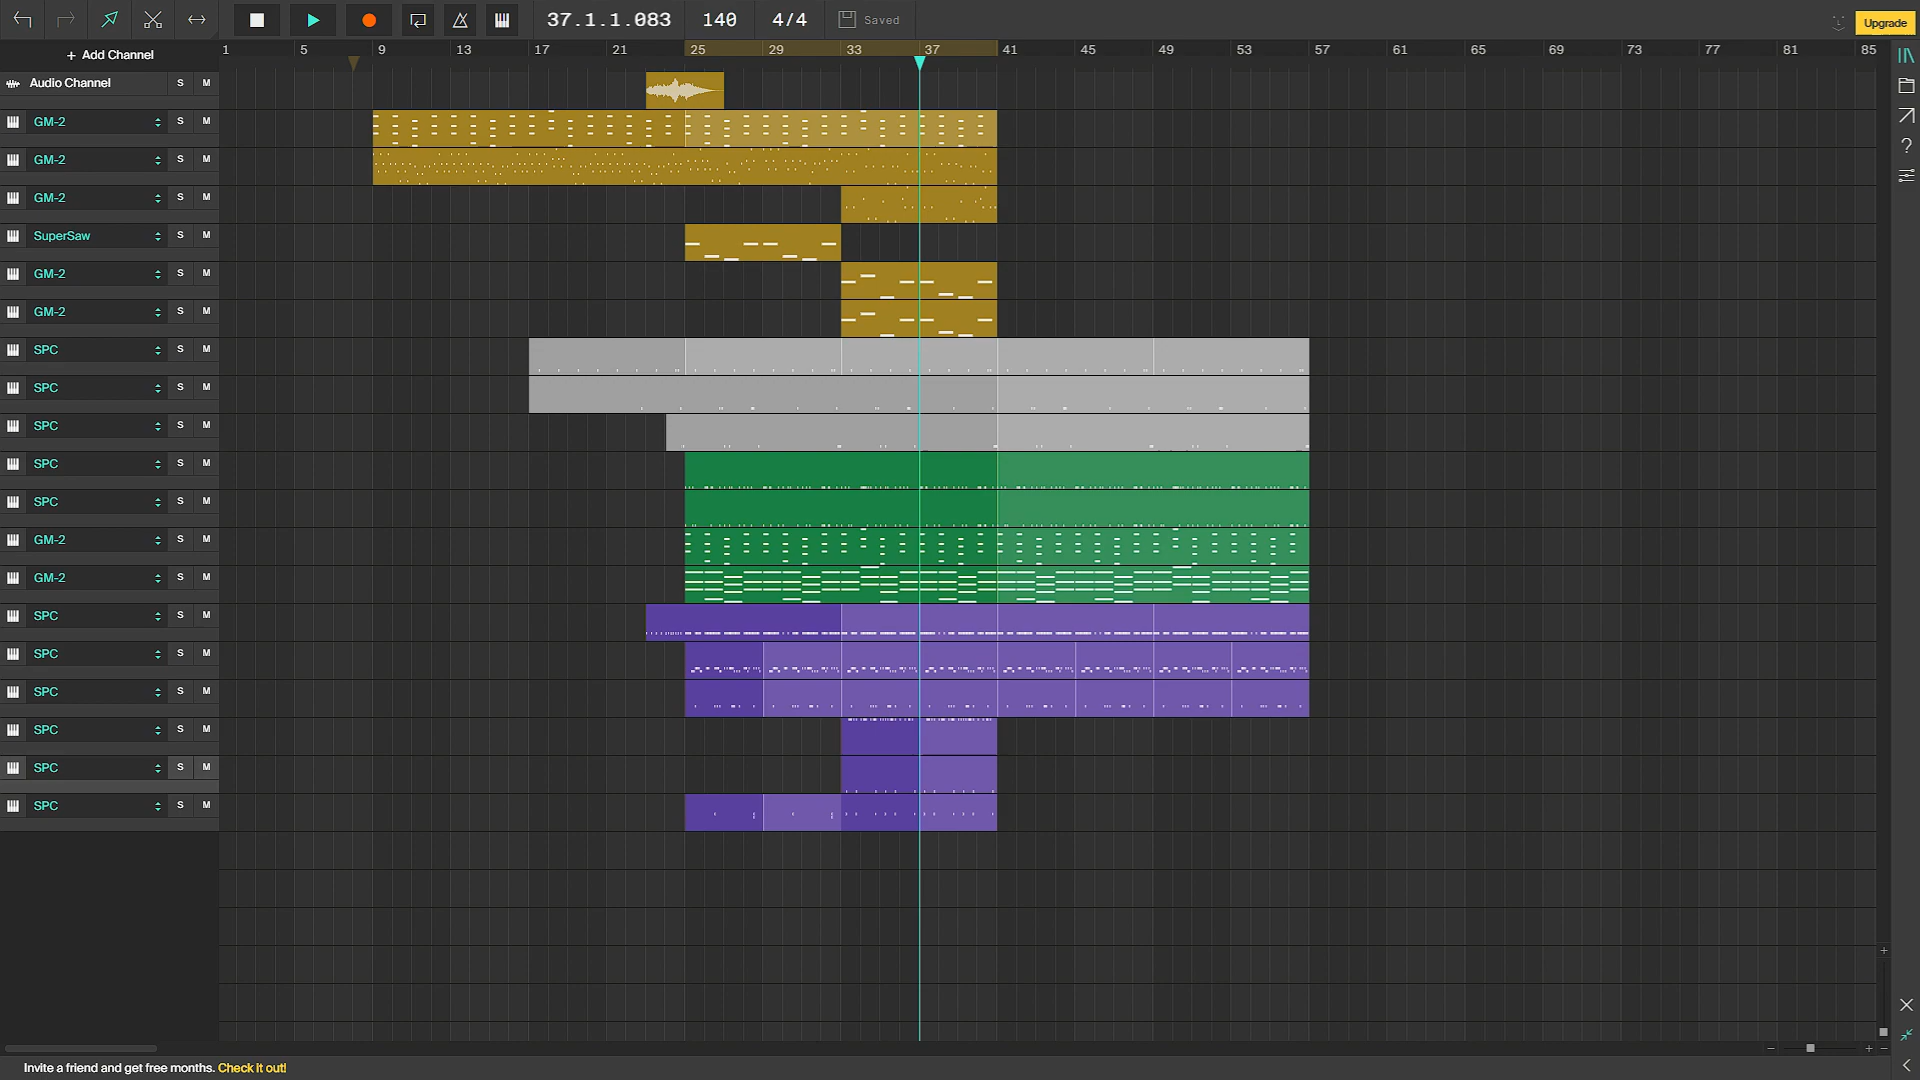 37.1.1.083 140 4/4 Saved Upgrade
+ Add Channel 1 5 9 13 17 21 25 29 33 37 41 45 49 53 57 61 65 69 73 77 81 85
Audio Channel S M
GM-2 S M
GM-2 S M
GM-2 S M
SuperSaw S M
GM-2 S M
GM-2 S M
SPC S M
SPC S M
SPC S M
SPC S M
SPC S M
GM-2 S M
GM-2 S M
SPC S M
SPC S M
SPC S M
SPC S M
SPC S M
SPC S M
Invite a friend and get free months. Check it out!